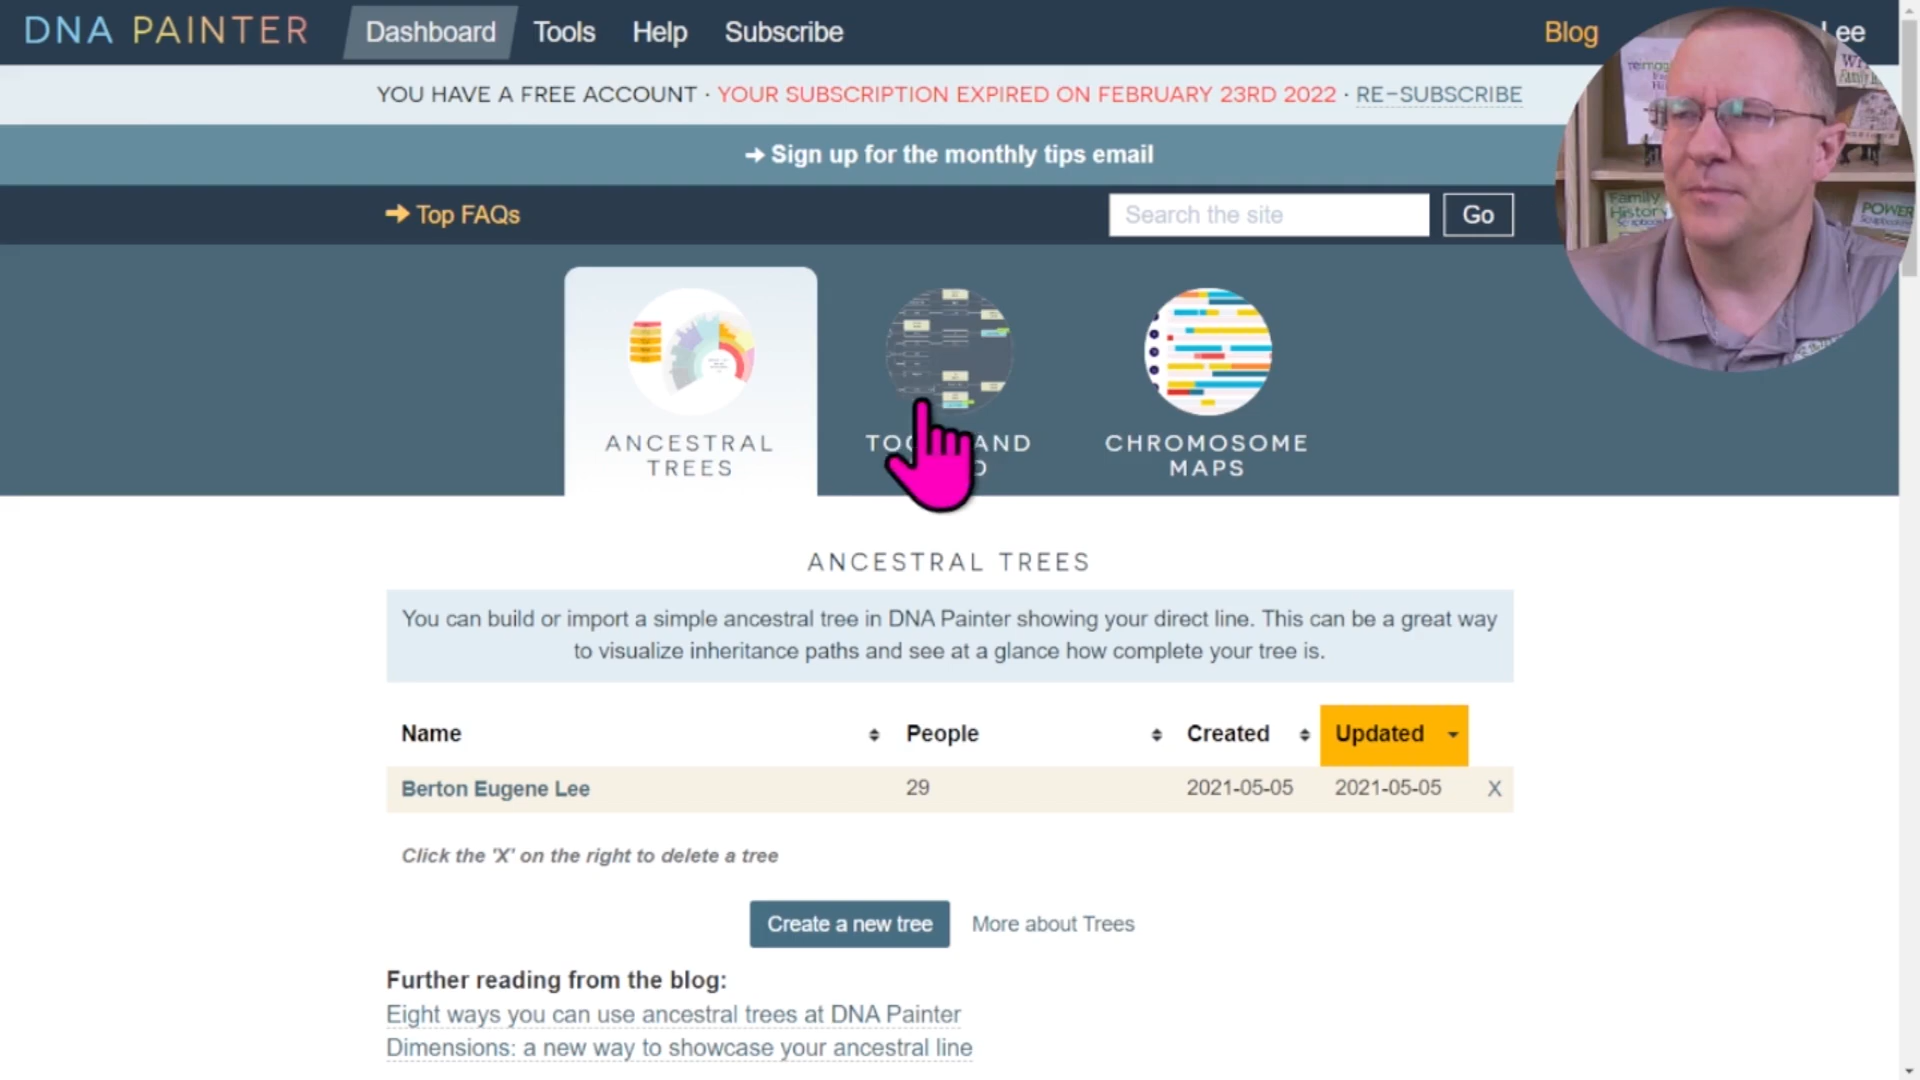 DNA PAINTER
Dashboard Tools Help Subscribe Blog Lee
YOU HAVE A FREE ACCOUNT · YOUR SUBSCRIPTION EXPIRED ON FEBRUARY 23RD 2022 · RE-SUBSCRIBE
→ Sign up for the monthly tips email
→ Top FAQs Search the site Go
ANCESTRAL
TREES
AND
CHROMOSOME
MAPS
Family
History
POWER
ANCESTRAL TREES
You can build or import a simple ancestral tree in DNA Painter showing your direct line. This can be a great way
to visualize inheritance paths and see at a glance how complete your tree is.
Name People Created Updated
Berton Eugene Lee 29 2021-05-05 2021-05-05 X
Click the 'X' on the right to delete a tree
Create a new tree More about Trees
Further reading from the blog:
Eight ways you can use ancestral trees at DNA Painter
Dimensions: a new way to showcase your ancestral line